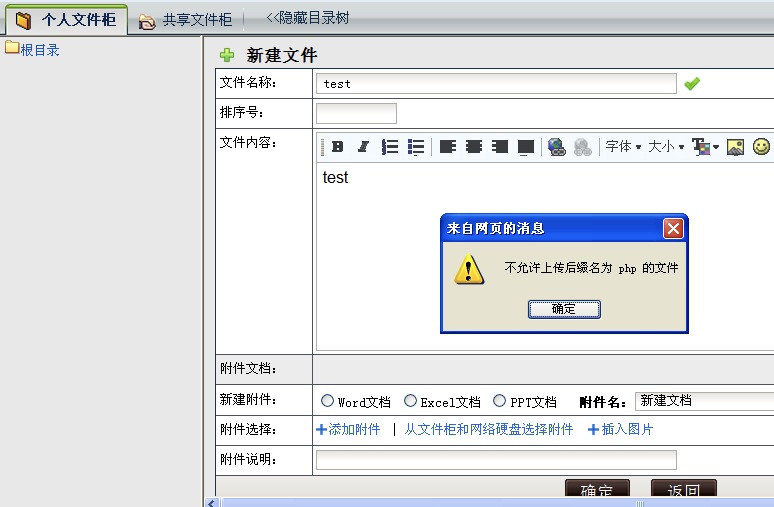 个人文件柜 共享文件柜 <<隐藏目录树
根目录
新建文件
文件名称: test
排序号:
文件内容: B I 字体 大小
test
来自网页的消息
不允许上传后缀名为 php 的文件
确定
附件文档:
新建附件: Word文档 Excel文档 PPT文档 附件名: 新建文档
附件选择: 添加附件 | 从文件柜和网络硬盘选择附件 插入图片
附件说明:
确定 返回